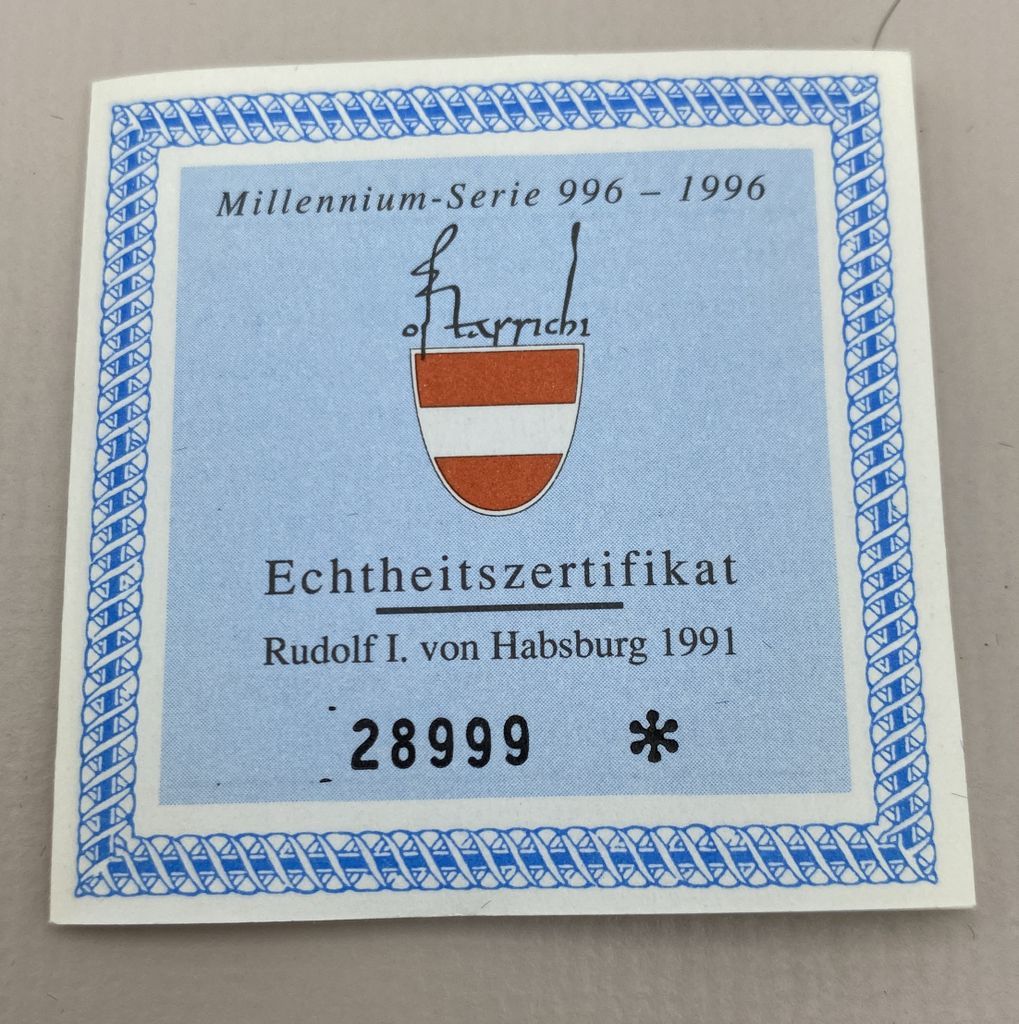 Millennium-Serie 996 – 1996
ostarrichi
Echtheitszertifikat
Rudolf I. von Habsburg 1991
28999 *